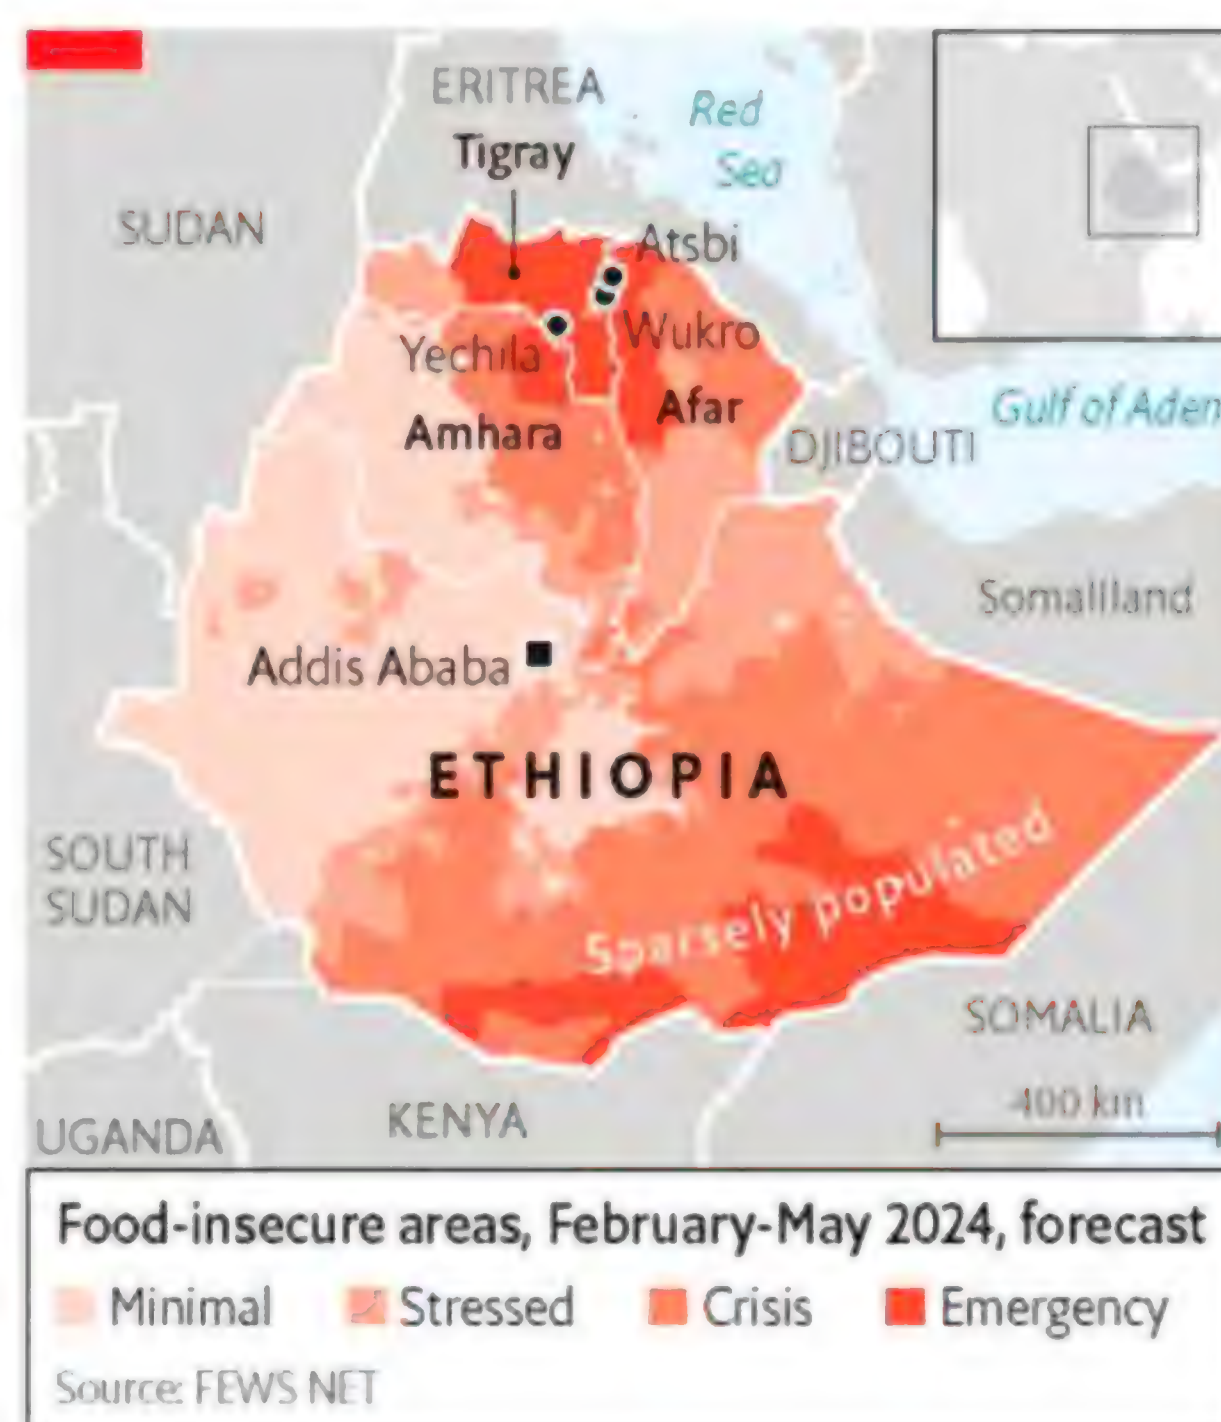 ERITREA
Red
Sea
Tigray
SUDAN
Atsbi
Yechila
Wukro
Amhara
Afar
Gulf of Aden
DJIBOUTI
Somaliland
Addis Ababa
ETHIOPIA
SOUTH
SUDAN
Sparsely populated
SOMALIA
400 km
KENYA
UGANDA
Food-insecure areas, February-May 2024, forecast
Minimal Stressed Crisis Emergency
Source: FEWS NET